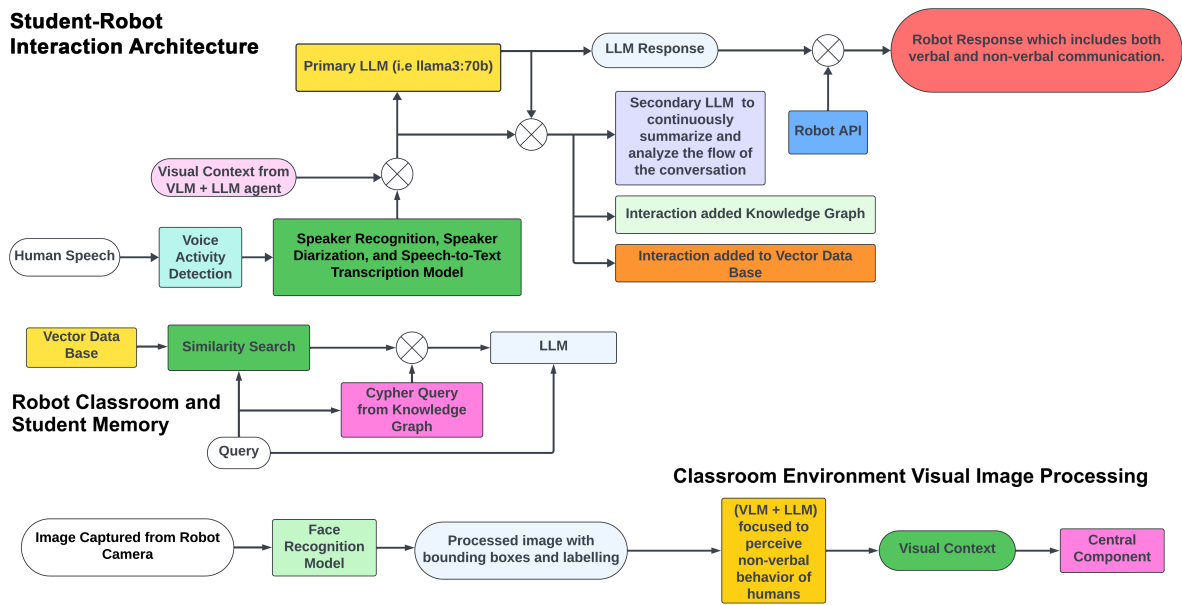 Student-Robot
Interaction Architecture
Primary LLM (i.e llama3:70b)
LLM Response
Robot Response which includes both
verbal and non-verbal communication.
Secondary LLM to
continuously
summarize and
analyze the flow of
the conversation
Robot API
Visual Context from
VLM + LLM agent
Interaction added Knowledge Graph
Human Speech
Voice
Activity
Detection
Speaker Recognition, Speaker
Diarization, and Speech-to-Text
Transcription Model
Interaction added to Vector Data
Base
Vector Data
Base
Similarity Search
LLM
Cypher Query
from Knowledge
Graph
Robot Classroom and
Student Memory
Query
Classroom Environment Visual Image Processing
Image Captured from Robot
Camera
Face
Recognition
Model
Processed image with
bounding boxes and labelling
(VLM + LLM)
focused to
perceive
non-verbal
behavior of
humans
Visual Context
Central
Component